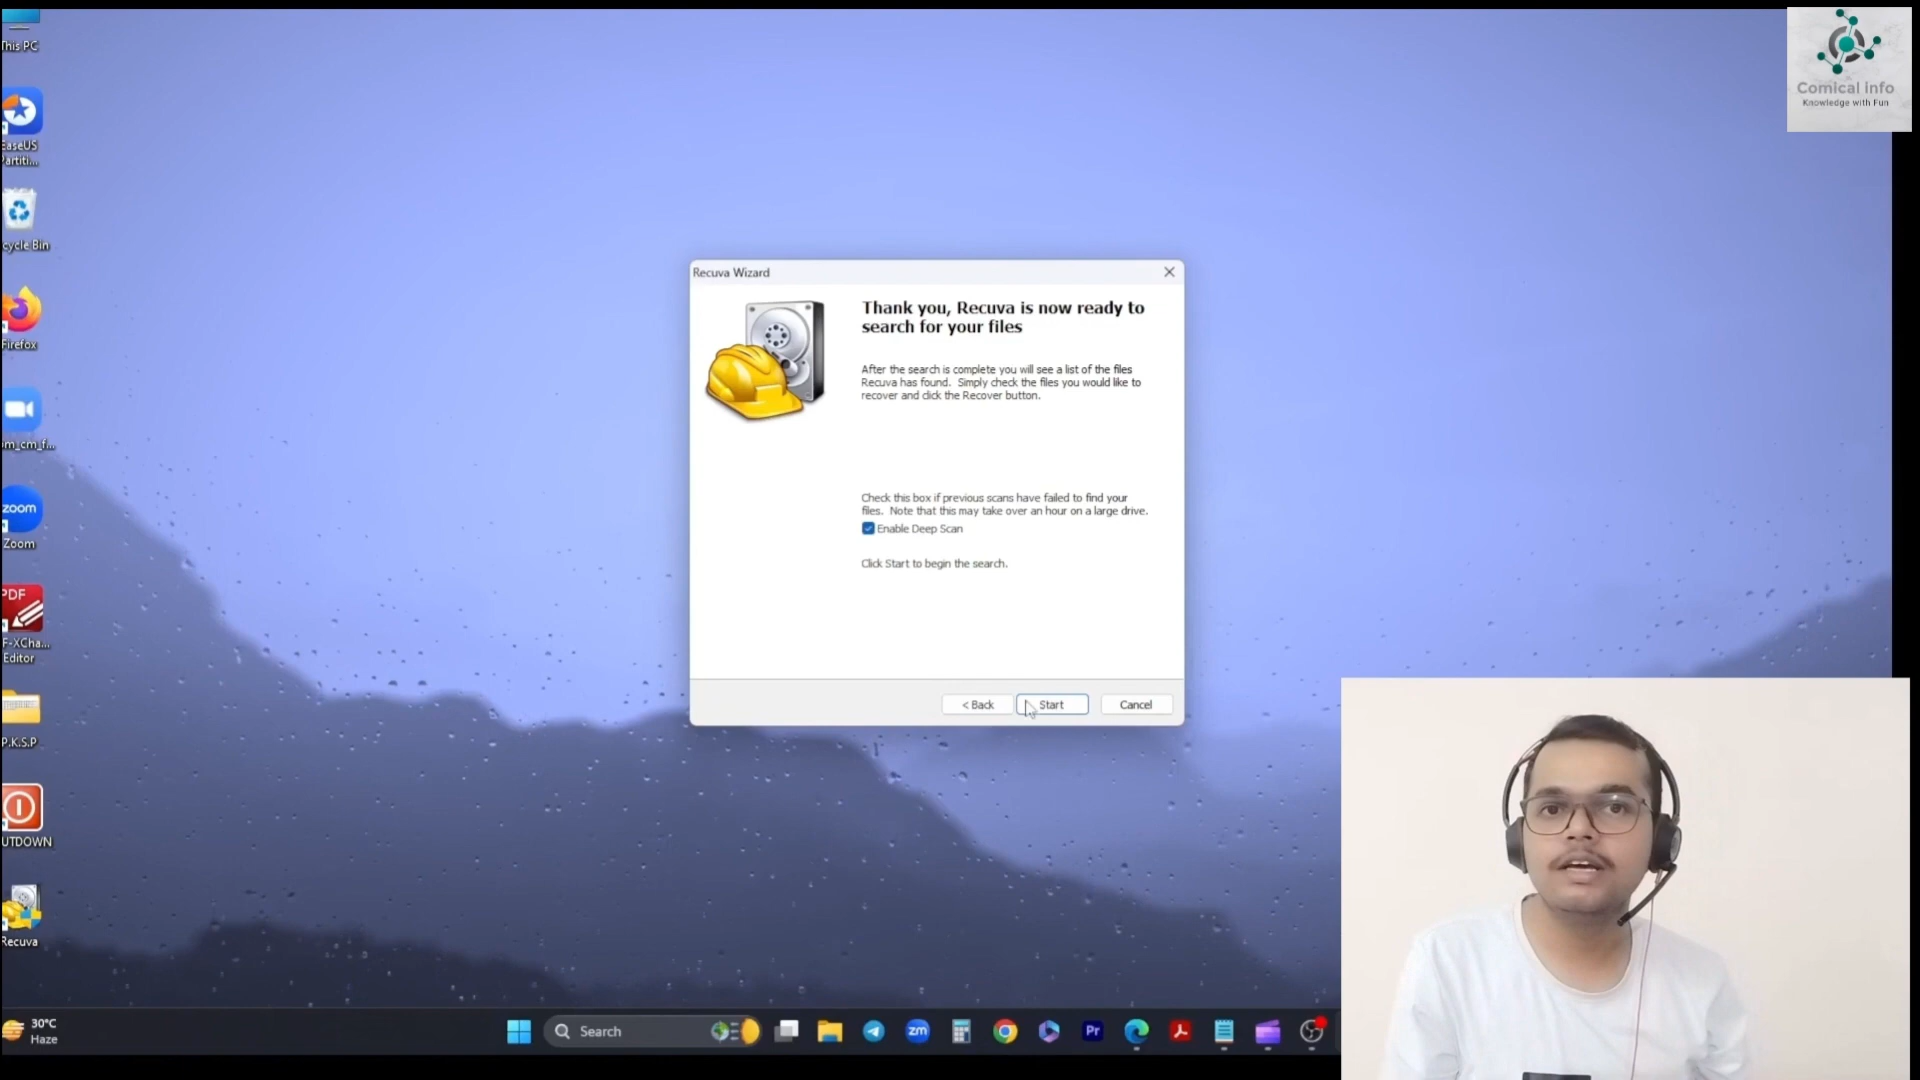 This PC
Comical Info
Knowledge with Fun
EaseUS
Partiti...
cycle Bin
Firefox
om_cm_f...
zoom
Zoom
PDF
F-XCha...
Editor
P.K.S.P
UTDOWN
Recuva
Recuva Wizard
Thank you, Recuva is now ready to
search for your files
After the search is complete you will see a list of the files
Recuva has found. Simply check the files you would like to
recover and click the Recover button.
Check this box if previous scans have failed to find your
files. Note that this may take over an hour on a large drive.
Enable Deep Scan
Click Start to begin the search.
< Back
Start
Cancel
30°C
Haze
Search
zm
Pr